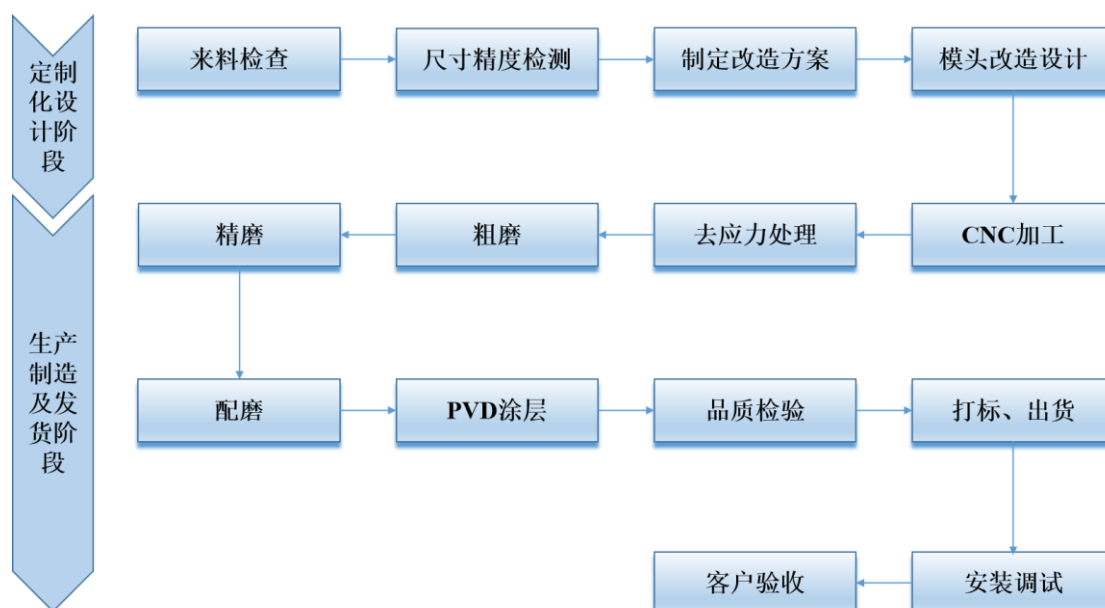 定制
化设
计阶
段
来料检查
尺寸精度检测
制定改造方案
模头改造设计
生产
制造
及发
货阶
段
CNC加工
去应力处理
粗磨
精磨
配磨
PVD涂层
品质检验
打标、出货
安装调试
客户验收